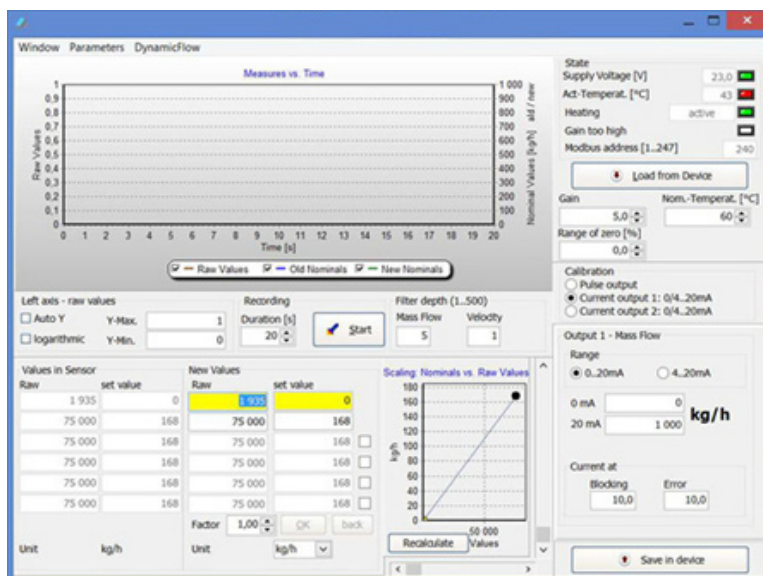 Window Parameters DynamicFlow
Measures vs. Time
1
0,9
0,8
0,7
0,6
0,5
0,4
0,3
0,2
0,1
0
Raw Values
1 000
900
800
700
600
500
400
300
200
100
0
Nominal Values [kg/h] ald / new
0 1 2 3 4 5 6 7 8 9 10 11 12 13 14 15 16 17 18 19 20
Time [s]
Raw Values Old Nominals New Nominals
State
Supply Voltage [V] 23,0
Act-Temperat. [°C] 43
Heating active
Gain too high
Modbus address [1..247] 240
Load from Device
Gain Nom.-Temperat. [°C]
5,0 60
Range of zero [%]
0,0
Calibration
Pulse output
Current output 1: 0/4..20mA
Current output 2: 0/4..20mA
Left axis - raw values
Auto Y Y-Max. 1
logarithmic Y-Min. 0
Recording
Duration [s]
20
Start
Filter depth (1..500)
Mass Flow Velocity
5 1
Output 1 - Mass Flow
Range
0..20mA 4..20mA
0 mA 0
20 mA 1 000
kg/h
Current at
Blocking Error
10,0 10,0
Save in device
Values in Sensor
Raw set value
1 935 0
75 000 168
75 000 168
75 000 168
75 000 168
75 000 168
Unit kg/h
New Values
Raw set value
1 935 0
75 000 168
75 000 168
75 000 168
75 000 168
75 000 168
Factor 1,00 OK back
Unit kg/h
Scaling: Nominals vs. Raw Values
180
160
140
120
100
80
60
40
20
0
kg/h
50 000
Recalculate Values